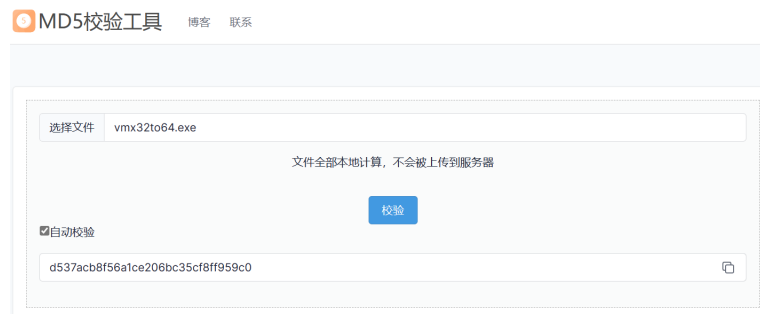 MD5校验工具 博客 联系
选择文件 vmx32to64.exe
文件全部本地计算，不会被上传到服务器
校验
自动校验
d537acb8f56a1ce206bc35cf8ff959c0